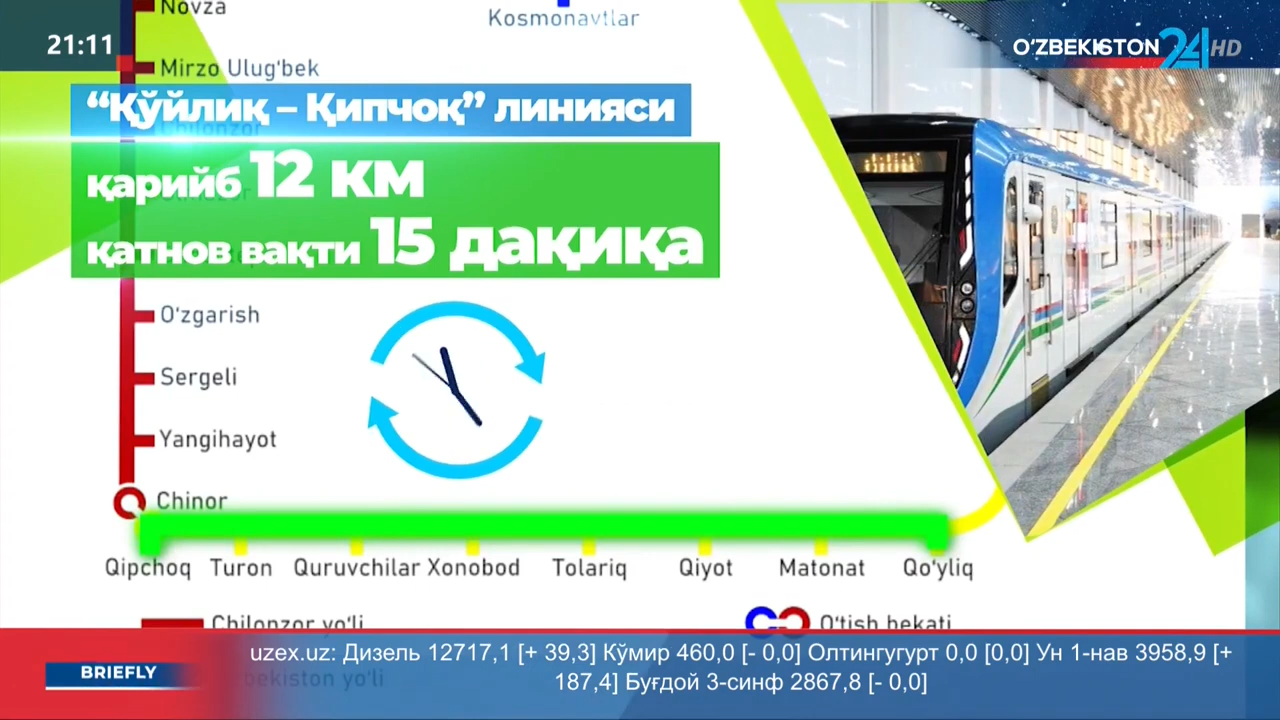 Novza
Kosmonavtlar
21:11
O‘ZBEKISTON 24 HD
Mirzo Ulug‘bek
“Қўйлиқ – Қипчоқ” линияси
қарийб 12 км
қатнов вақти 15 дақиқа
O‘zgarish
Sergeli
Yangihayot
Chinor
Qipchoq Turon Quruvchilar Xonobod Tolariq Qiyot Matonat Qo‘yliq
Chilonzor yo‘li
O‘tish bekati
uzex.uz: Дизель 12717,1 [+ 39,3] Кўмир 460,0 [- 0,0] Олтингугурт 0,0 [0,0] Ун 1-нав 3958,9 [+
187,4] Буғдой 3-синф 2867,8 [- 0,0]
BRIEFLY